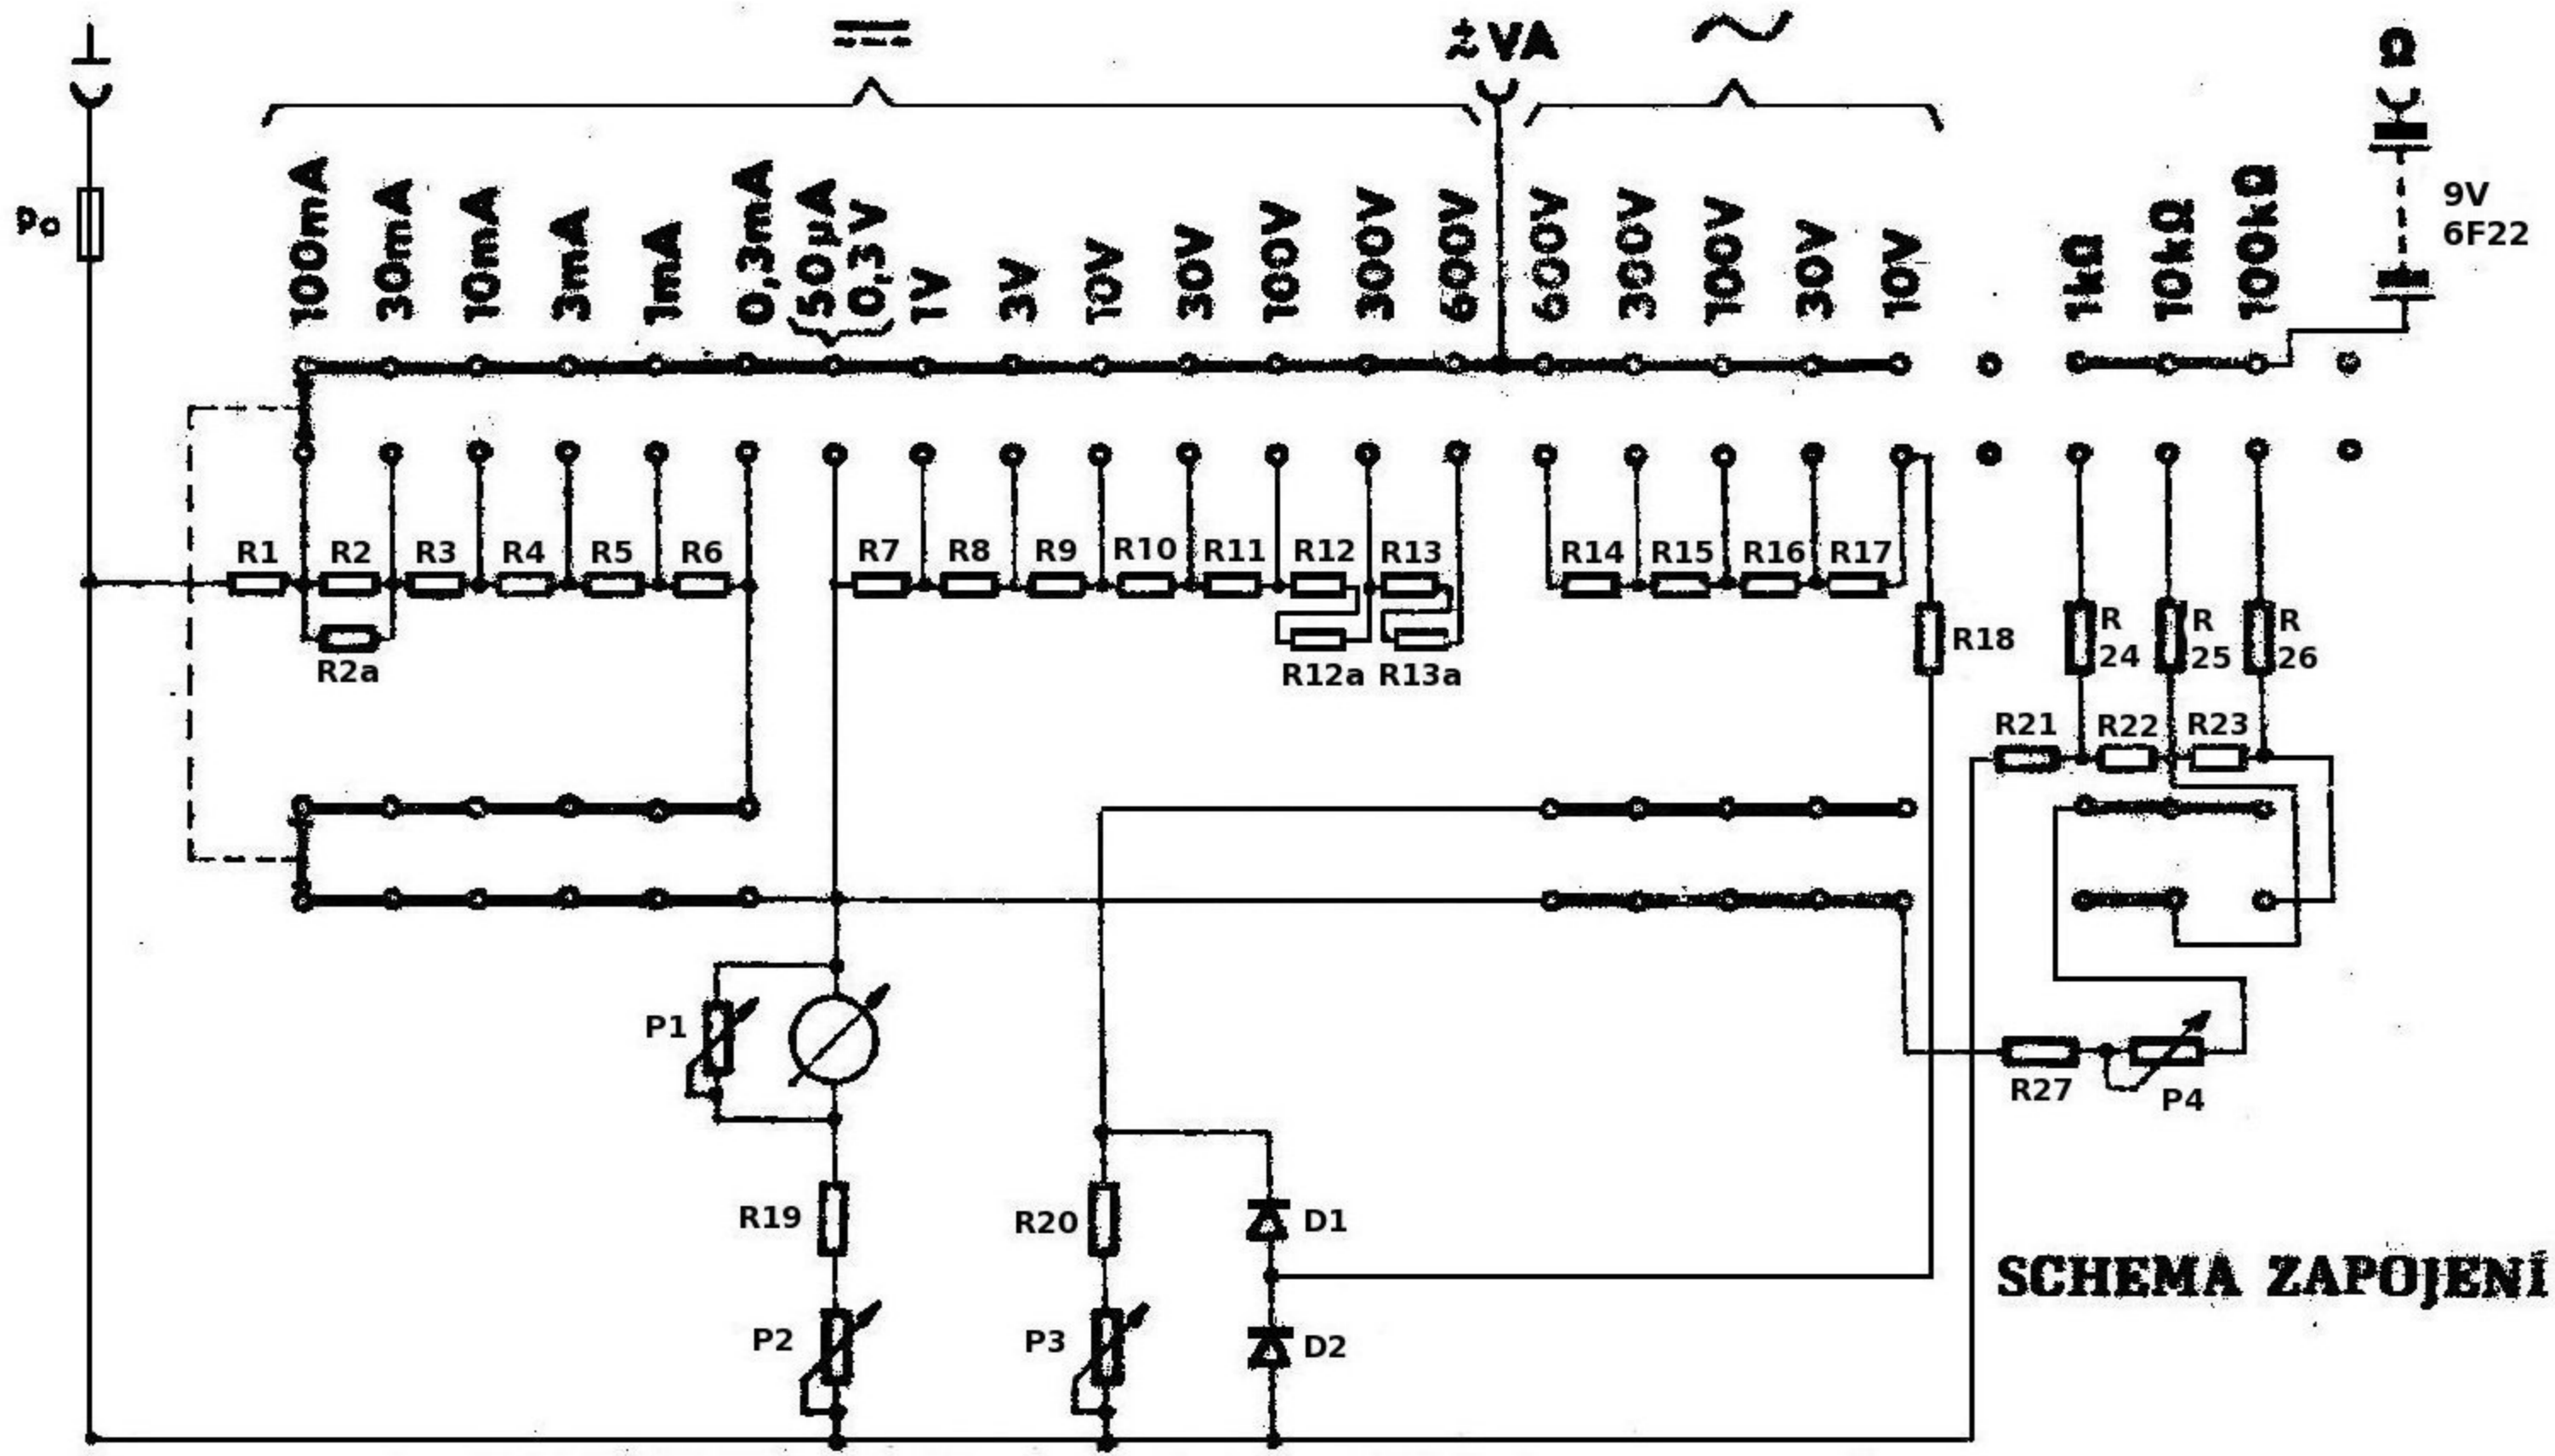 ± VA
Ω
Po
100mA
30mA
10mA
3mA
1mA
0,3mA
50μA
0,3V
1V
3V
10V
30V
100V
300V
600V
600V
300V
100V
30V
10V
1kΩ
10kΩ
100kΩ
9V
6F22
R1
R2
R3
R4
R5
R6
R7
R8
R9
R10
R11
R12
R13
R14
R15
R16
R17
R2a
R12a
R13a
R18
R
24
R
25
R
26
R21
R22
R23
P1
R27
P4
R19
R20
D1
P2
P3
D2
SCHEMA ZAPOJENÍ